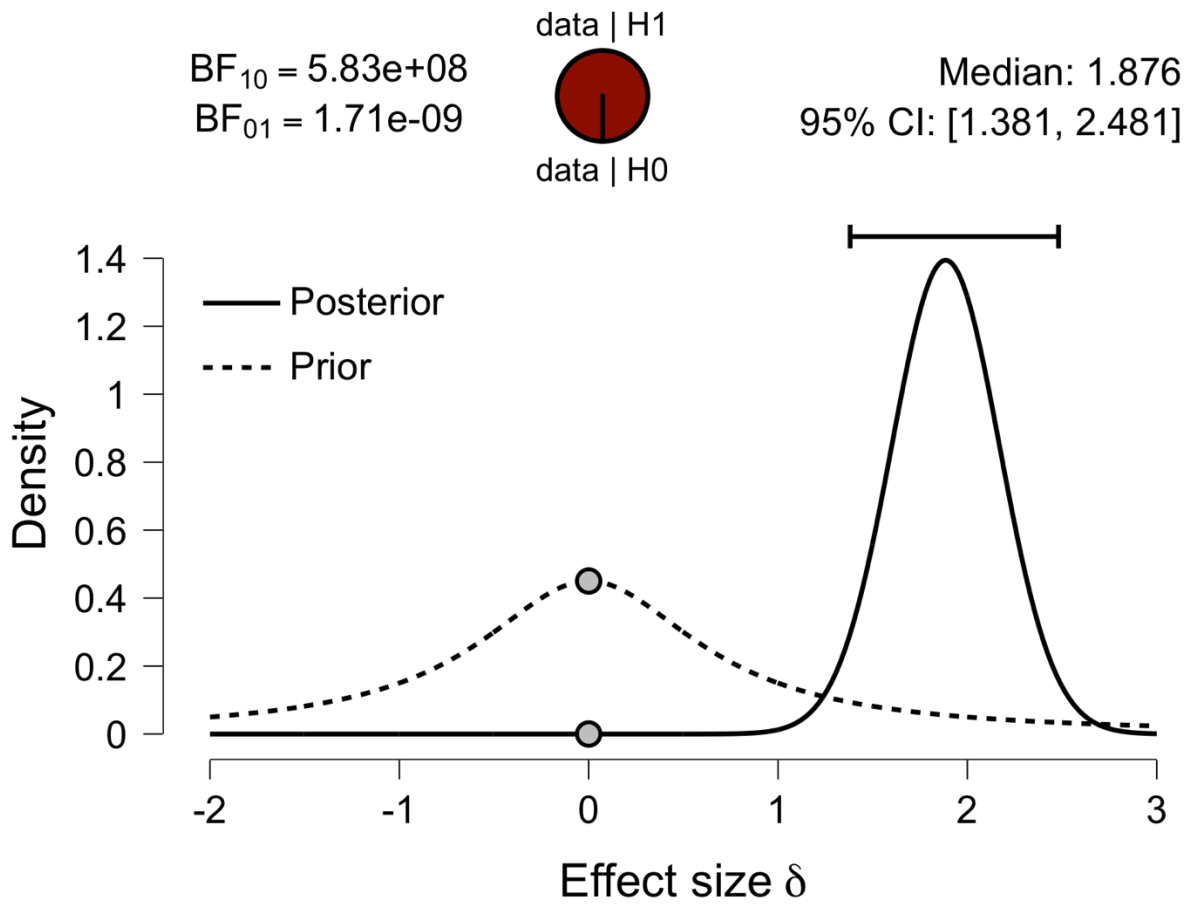 data | H1
BF₁₀ = 5.83e+08
BF₀₁ = 1.71e-09
Median: 1.876
95% CI: [1.381, 2.481]
data | H0
1.4
1.2
1
0.8
0.6
0.4
0.2
0
Density
Posterior
Prior
-2
-1
0
1
2
3
Effect size δ